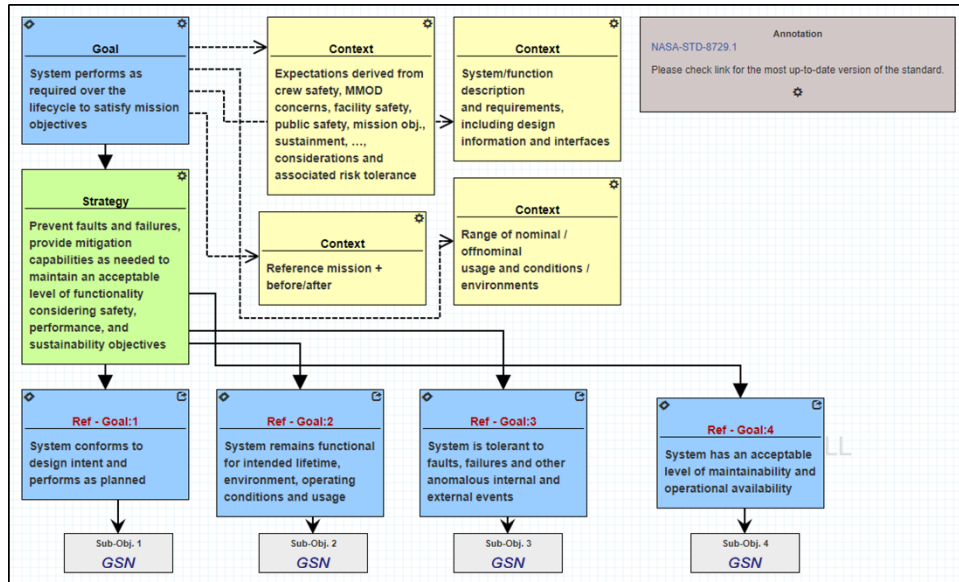 Goal
System performs as
required over the
lifecycle to satisfy mission
objectives
Context
Expectations derived from
crew safety, MMOD
concerns, facility safety,
public safety, mission obj.,
sustainment, ...,
considerations and
associated risk tolerance
Context
System/function
description
and requirements,
including design
information and interfaces
Annotation
NASA-STD-8729.1
Please check link for the most up-to-date version of the standard.
Strategy
Prevent faults and failures,
provide mitigation
capabilities as needed to
maintain an acceptable
level of functionality
considering safety,
performance, and
sustainability objectives
Context
Reference mission +
before/after
Context
Range of nominal /
offnominal
usage and conditions /
environments
Ref - Goal:1
System conforms to
design intent and
performs as planned
Ref - Goal:2
System remains functional
for intended lifetime,
environment, operating
conditions and usage
Ref - Goal:3
System is tolerant to
faults, failures and other
anomalous internal and
external events
Ref - Goal:4
System has an acceptable
level of maintainability and
operational availability
LL
Sub-Obj. 1
GSN
Sub-Obj. 2
GSN
Sub-Obj. 3
GSN
Sub-Obj. 4
GSN